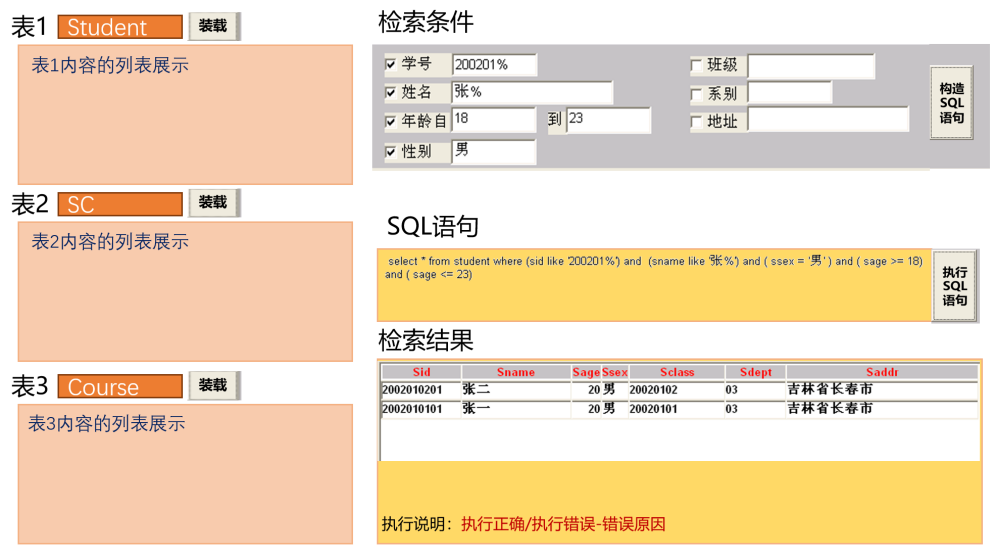 表1 Student 装载
表1内容的列表展示
表2 SC 装载
表2内容的列表展示
表3 Course 装载
表3内容的列表展示
检索条件
学号 200201% 班级
姓名 张% 系别
年龄自 18 到 23 地址
性别 男
构造
SQL
语句
SQL语句
select * from student where (sid like '200201%') and (sname like '张%') and ( ssex = '男' ) and ( sage >= 18)
and ( sage <= 23)
执行
SQL
语句
检索结果
Sid Sname Sage Ssex Sclass Sdept Saddr
2002010201 张二 20 男 20020102 03 吉林省长春市
2002010101 张一 20 男 20020101 03 吉林省长春市
执行说明：执行正确/执行错误-错误原因